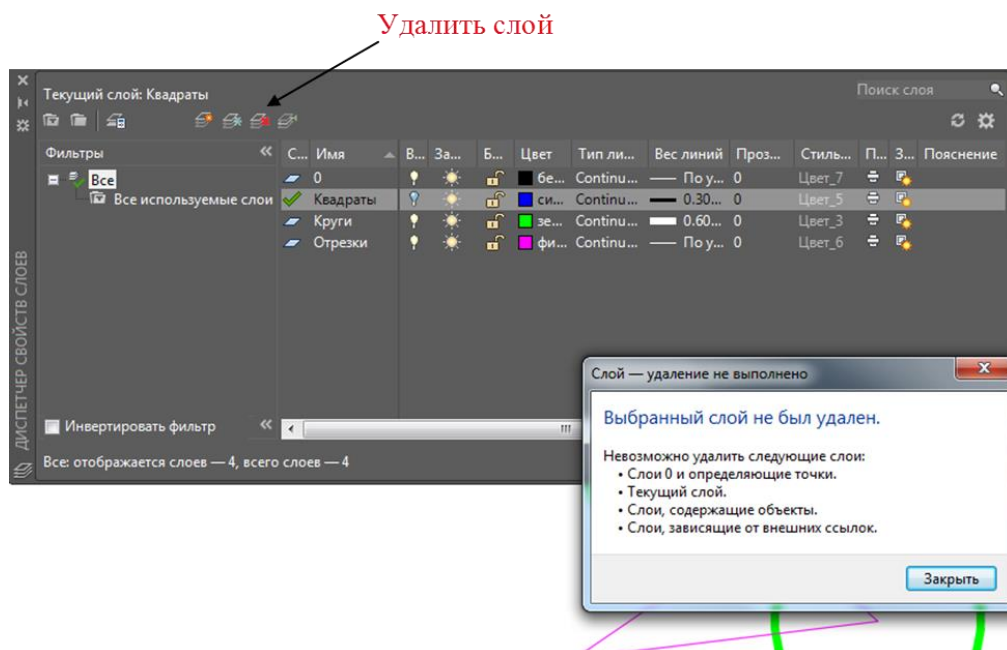 Удалить слой
Текущий слой: Квадраты
Поиск слоя
Фильтры
С... Имя В... За... Б... Цвет Тип ли... Вес линий Проз... Стиль... П... З... Пояснение
Все
0 бе... Continu... По у... 0 Цвет_7
Все используемые слои
Квадраты си... Continu... 0.30... 0 Цвет_5
Круги зе... Continu... 0.60... 0 Цвет_3
Отрезки фи... Continu... По у... 0 Цвет_6
ДИСПЕТЧЕР СВОЙСТВ СЛОЕВ
Инвертировать фильтр
Все: отображается слоев — 4, всего слоев — 4
Слой — удаление не выполнено
Выбранный слой не был удален.
Невозможно удалить следующие слои:
• Слои 0 и определяющие точки.
• Текущий слой.
• Слои, содержащие объекты.
• Слои, зависящие от внешних ссылок.
Закрыть